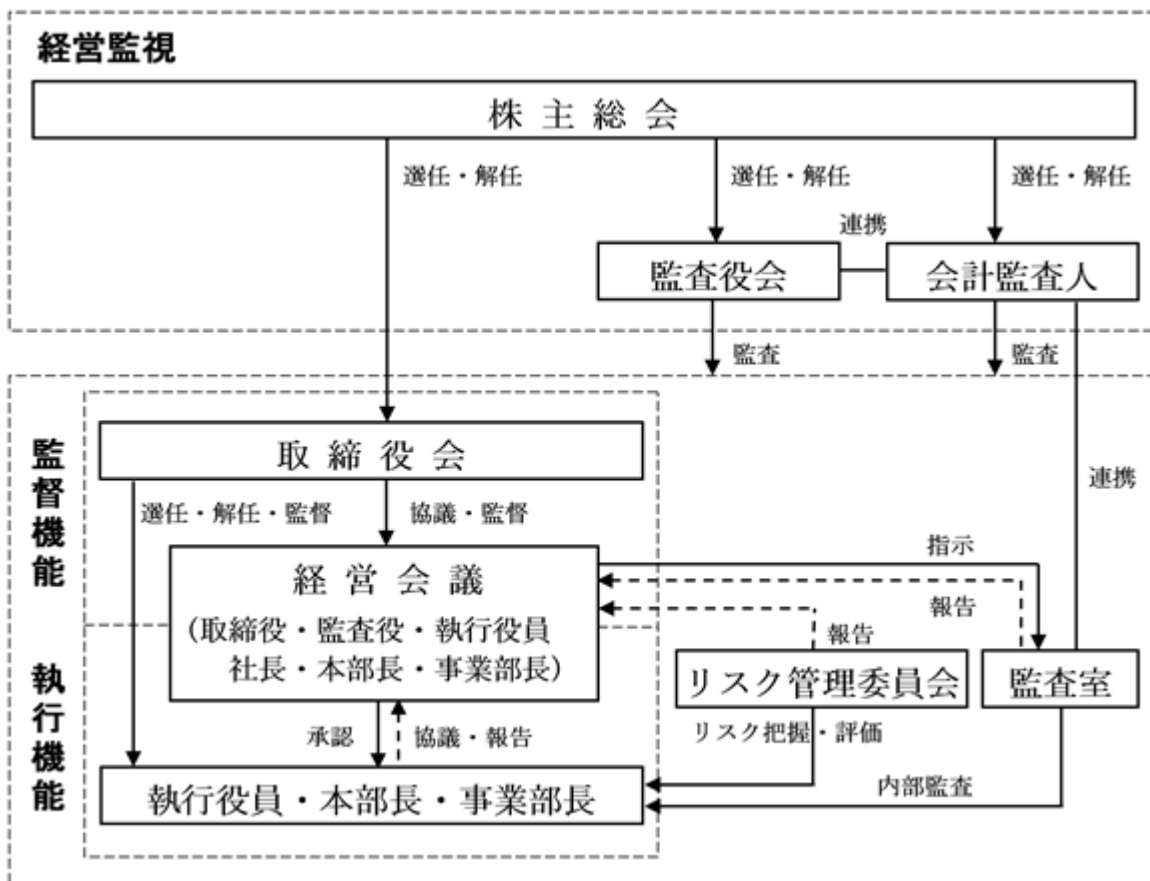 経営監視
株主総会
選任・解任
選任・解任
選任・解任
連携
監査役会
会計監査人
監査
監査
監督機能
取締役会
連携
選任・解任・監督
協議・監督
指示
経営会議
(取締役・監査役・執行役員
社長・本部長・事業部長)
報告
報告
執行機能
リスク管理委員会
監査室
承認
協議・報告
リスク把握・評価
執行役員・本部長・事業部長
内部監査